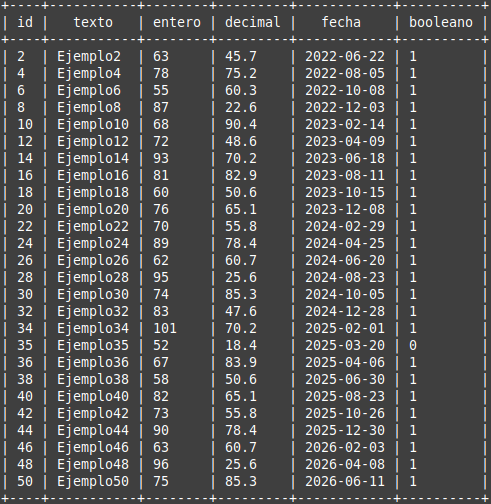 +----+-----------+--------+---------+------------+----------+
| id | texto | entero | decimal | fecha | booleano |
+----+-----------+--------+---------+------------+----------+
| 2 | Ejemplo2 | 63 | 45.7 | 2022-06-22 | 1 |
| 4 | Ejemplo4 | 78 | 75.2 | 2022-08-05 | 1 |
| 6 | Ejemplo6 | 55 | 60.3 | 2022-10-08 | 1 |
| 8 | Ejemplo8 | 87 | 22.6 | 2022-12-03 | 1 |
| 10 | Ejemplo10 | 68 | 90.4 | 2023-02-14 | 1 |
| 12 | Ejemplo12 | 72 | 48.6 | 2023-04-09 | 1 |
| 14 | Ejemplo14 | 93 | 70.2 | 2023-06-18 | 1 |
| 16 | Ejemplo16 | 81 | 82.9 | 2023-08-11 | 1 |
| 18 | Ejemplo18 | 60 | 50.6 | 2023-10-15 | 1 |
| 20 | Ejemplo20 | 76 | 65.1 | 2023-12-08 | 1 |
| 22 | Ejemplo22 | 70 | 55.8 | 2024-02-29 | 1 |
| 24 | Ejemplo24 | 89 | 78.4 | 2024-04-25 | 1 |
| 26 | Ejemplo26 | 62 | 60.7 | 2024-06-20 | 1 |
| 28 | Ejemplo28 | 95 | 25.6 | 2024-08-23 | 1 |
| 30 | Ejemplo30 | 74 | 85.3 | 2024-10-05 | 1 |
| 32 | Ejemplo32 | 83 | 47.6 | 2024-12-28 | 1 |
| 34 | Ejemplo34 | 101 | 70.2 | 2025-02-01 | 1 |
| 35 | Ejemplo35 | 52 | 18.4 | 2025-03-20 | 0 |
| 36 | Ejemplo36 | 67 | 83.9 | 2025-04-06 | 1 |
| 38 | Ejemplo38 | 58 | 50.6 | 2025-06-30 | 1 |
| 40 | Ejemplo40 | 82 | 65.1 | 2025-08-23 | 1 |
| 42 | Ejemplo42 | 73 | 55.8 | 2025-10-26 | 1 |
| 44 | Ejemplo44 | 90 | 78.4 | 2025-12-30 | 1 |
| 46 | Ejemplo46 | 63 | 60.7 | 2026-02-03 | 1 |
| 48 | Ejemplo48 | 96 | 25.6 | 2026-04-08 | 1 |
| 50 | Ejemplo50 | 75 | 85.3 | 2026-06-11 | 1 |
+----+-----------+--------+---------+------------+----------+